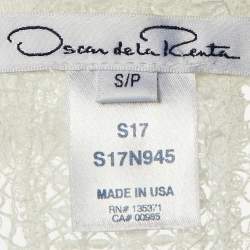 Oscar de la Renta
S/P
S17
S17N945
MADE IN USA
RN# 135371
CA# 00985